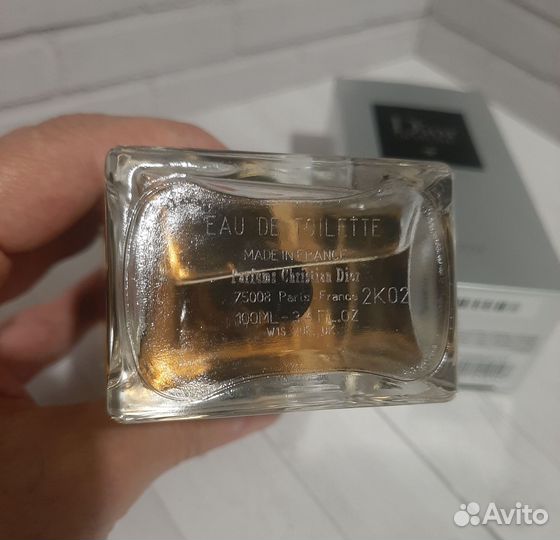 Dior
EAU DE TOILETTE
MADE IN FRANCE
Parfums Christian Dior
75008 Paris-France 2K02
100ML-3.4 FL.OZ
Avito